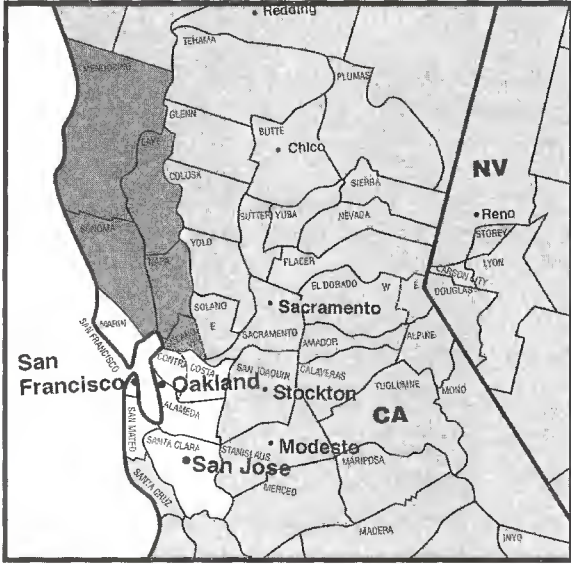 Redding
TEHAMA
MENDOCINO
PLUMAS
GLENN
BUTTE
Chico
LAKE
COLUSA
SIERRA
NV
SUTTER
YUBA
NEVADA
Reno
STOREY
SONOMA
YOLO
LYON
NAPA
PLACER
CARSON CITY
EL DORADO
W
E
DOUGLAS
SOLANO
E
Sacramento
MARIN
SAN FRANCISCO
SOLANO
SACRAMENTO
AMADOR
ALPINE
San
Francisco
CONTRA COSTA
SAN JOAQUIN
CALAVERAS
Oakland
Stockton
TUOLUMNE
MONO
ALAMEDA
CA
SAN MATEO
SANTA CLARA
STANISLAUS
Modesto
San Jose
MARIPOSA
SANTA CRUZ
MERCED
MADERA
INYO